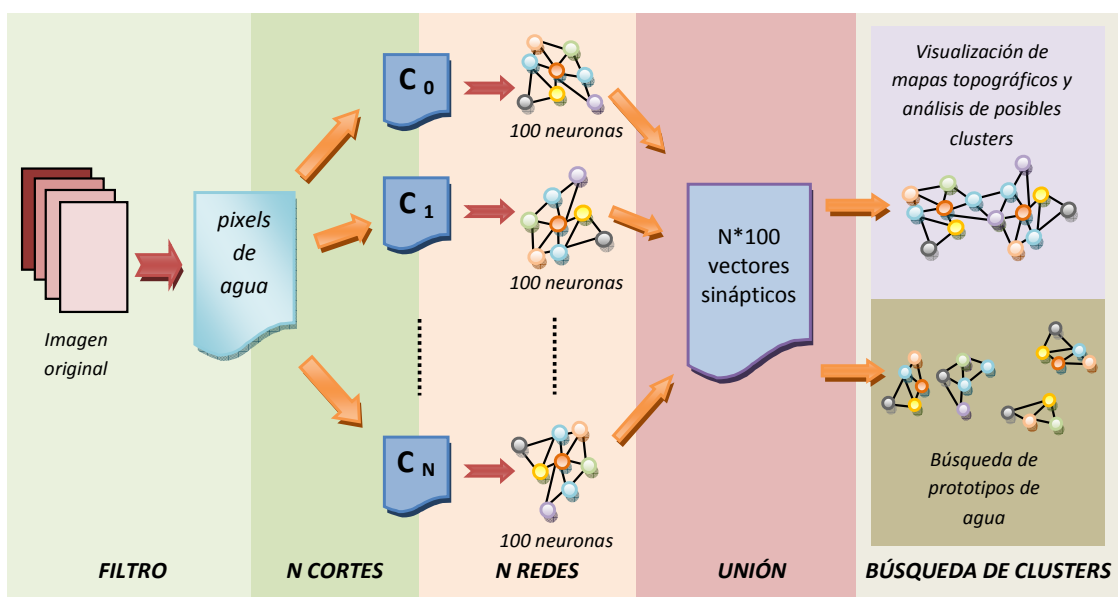 Imagen
original
pixels
de
agua
C 0
C 1
C N
100 neuronas
100 neuronas
100 neuronas
N*100
vectores
sinápticos
Visualización de
mapas topográficos y
análisis de posibles
clusters
Búsqueda de
prototipos de
agua
FILTRO
N CORTES
N REDES
UNIÓN
BÚSQUEDA DE CLUSTERS